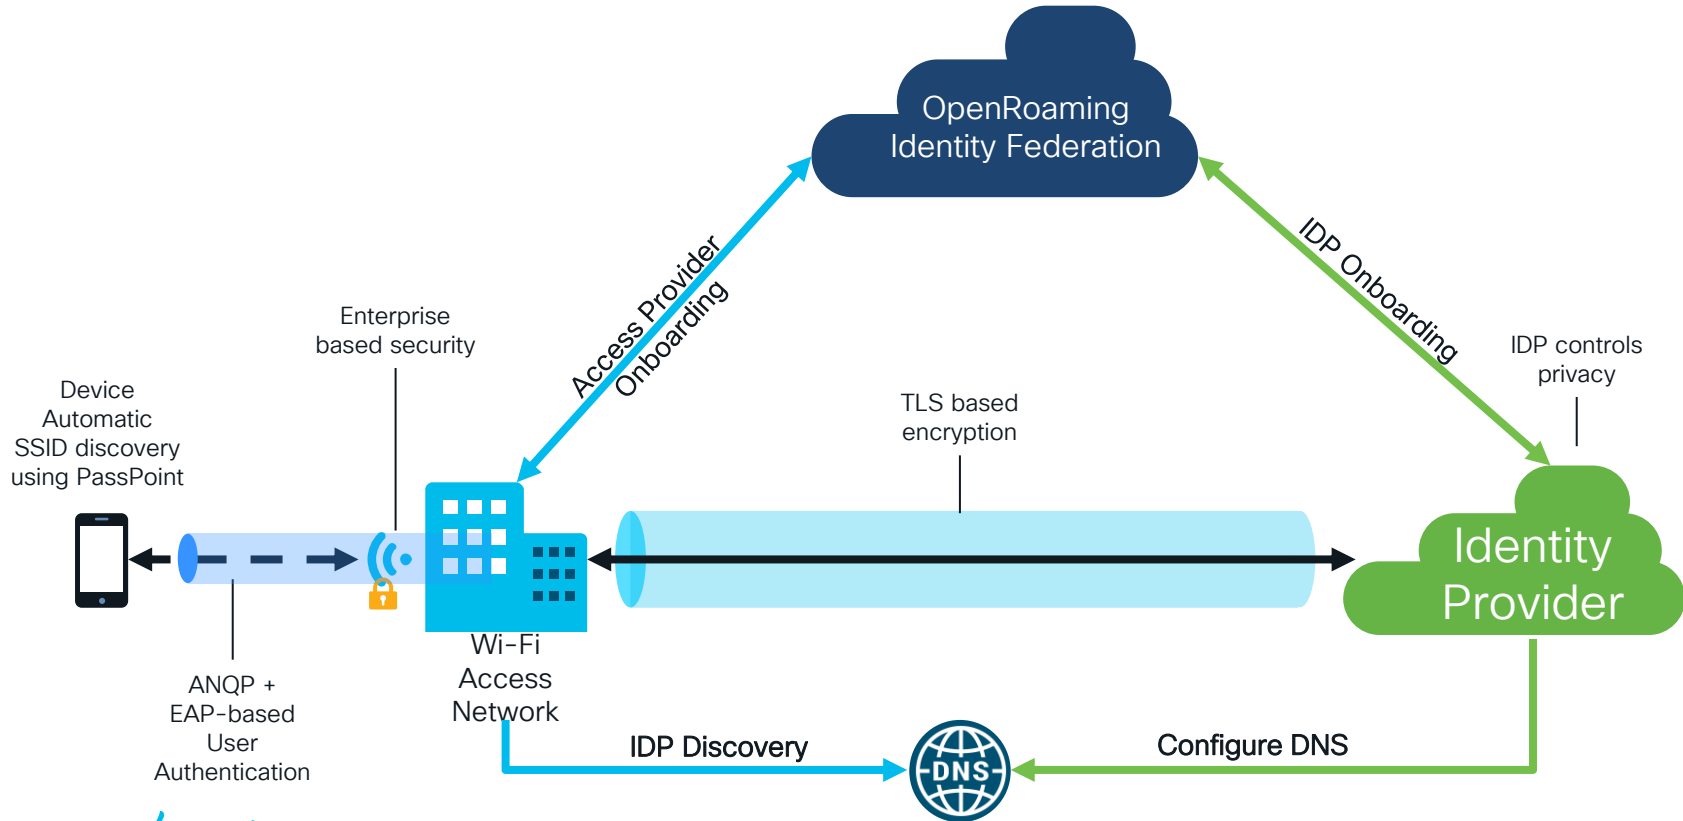 OpenRoaming
Identity Federation
Access Provider
Onboarding
IDP Onboarding
Enterprise
based security
IDP controls
privacy
Device
Automatic
SSID discovery
using PassPoint
TLS based
encryption
Identity
Provider
Wi-Fi
Access
Network
ANQP +
EAP-based
User
Authentication
IDP Discovery
Configure DNS
DNS